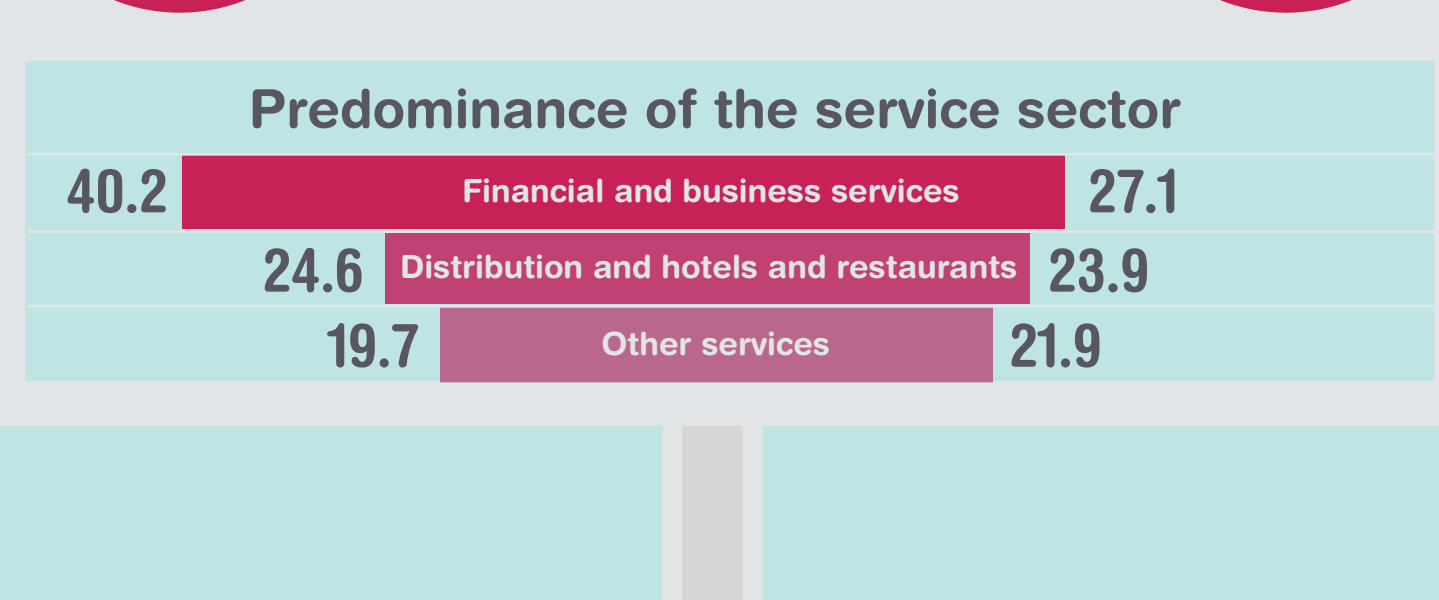 Predominance of the service sector
40.2 Financial and business services 27.1
24.6 Distribution and hotels and restaurants 23.9
19.7 Other services 21.9